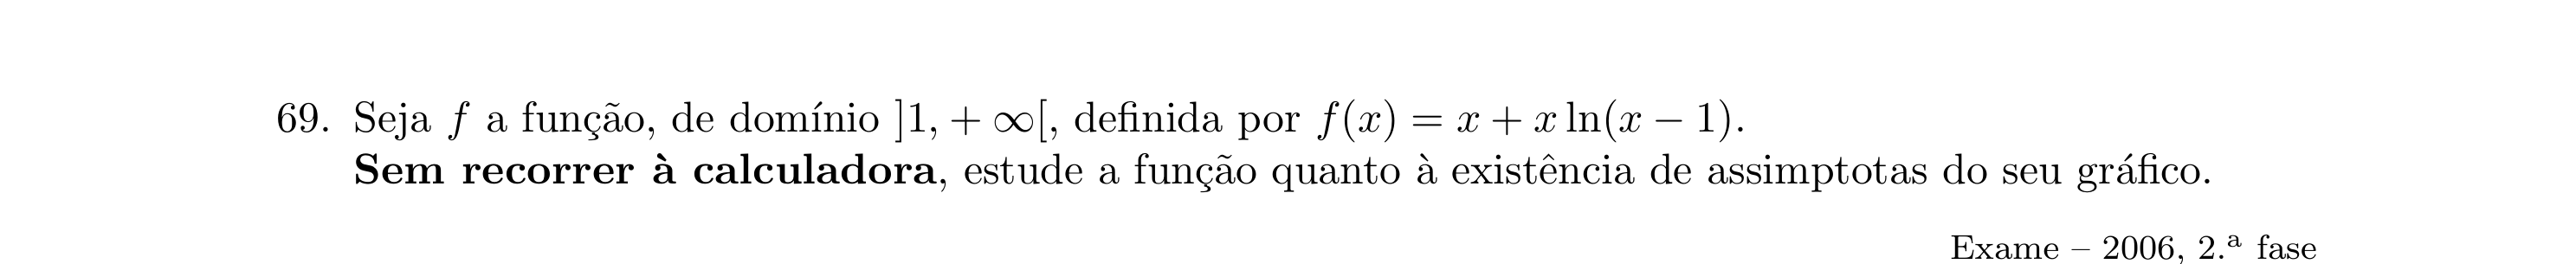 69. Seja f a função, de domínio ]1, + ∞[, definida por f(x) = x + x ln(x − 1).
Sem recorrer à calculadora, estude a função quanto à existência de assimptotas do seu gráfico.
Exame – 2006, 2.ª fase